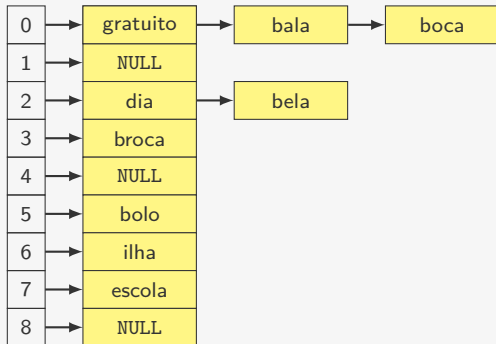 0 gratuito bala boca
1 NULL
2 dia bela
3 broca
4 NULL
5 bolo
6 ilha
7 escola
8 NULL